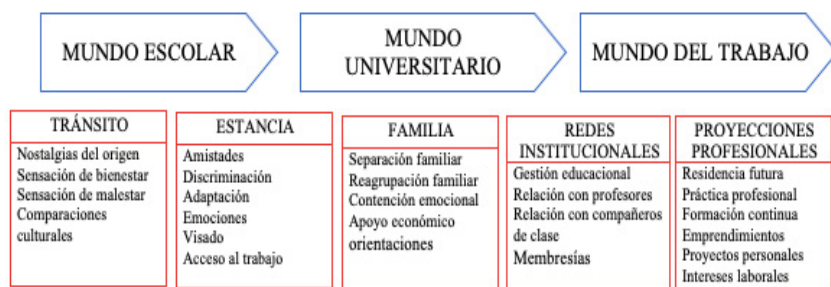 MUNDO ESCOLAR
MUNDO
UNIVERSITARIO
MUNDO DEL TRABAJO
TRÁNSITO
Nostalgias del origen
Sensación de bienestar
Sensación de malestar
Comparaciones
culturales
ESTANCIA
Amistades
Discriminación
Adaptación
Emociones
Visado
Acceso al trabajo
FAMILIA
Separación familiar
Reagrupación familiar
Contención emocional
Apoyo económico
orientaciones
REDES
INSTITUCIONALES
Gestión educacional
Relación con profesores
Relación con compañeros
de clase
Membresías
PROYECCIONES
PROFESIONALES
Residencia futura
Práctica profesional
Formación continua
Emprendimientos
Proyectos personales
Intereses laborales